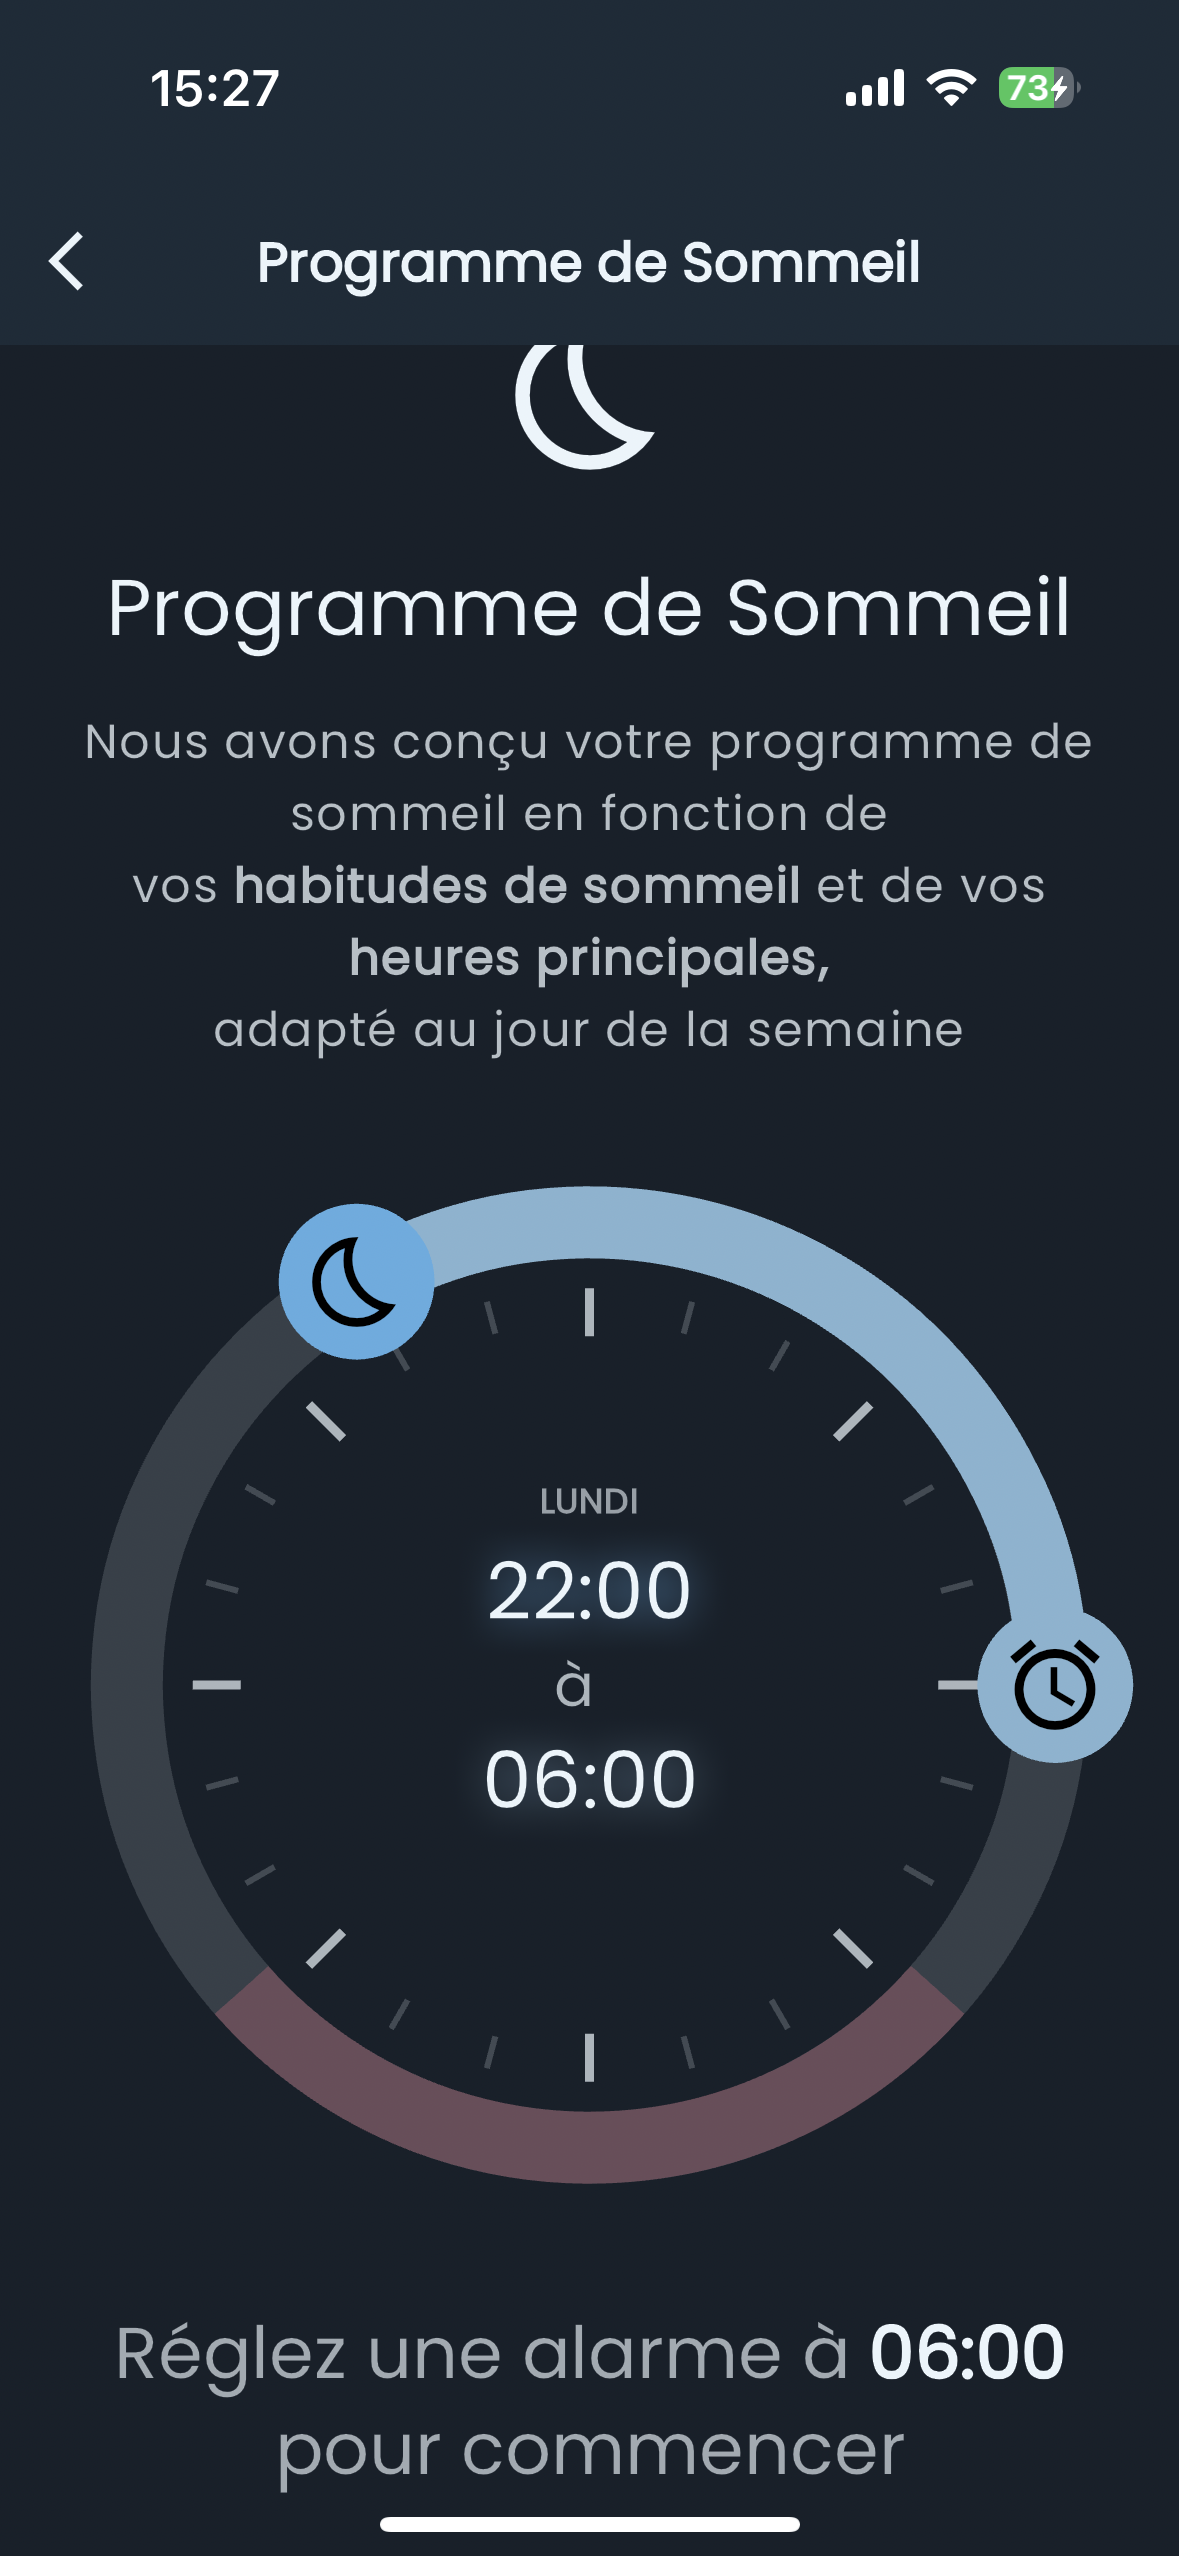 15:27
73
Programme de Sommeil
Programme de Sommeil
Nous avons conçu votre programme de
sommeil en fonction de
vos habitudes de sommeil et de vos
heures principales,
adapté au jour de la semaine
LUNDI
22:00
à
06:00
Réglez une alarme à 06:00
pour commencer